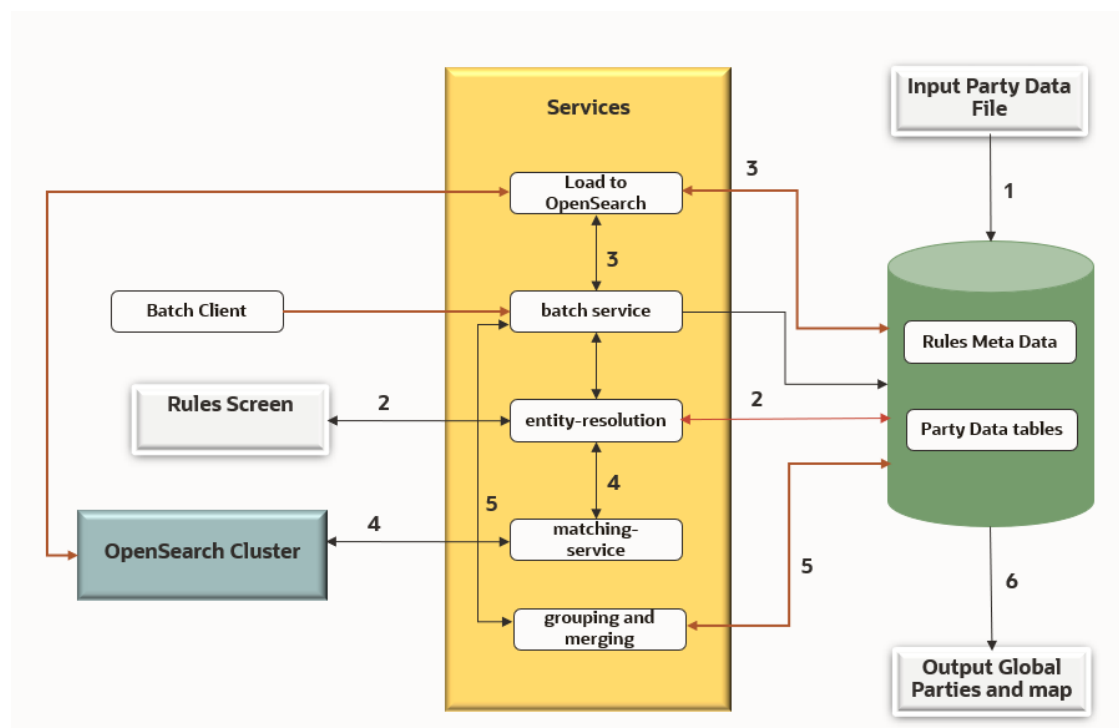 Input Party Data
File
Services
3
1
Load to
OpenSearch
3
Batch Client
batch service
Rules Meta Data
Rules Screen
2
entity-resolution
2
Party Data tables
4
5
OpenSearch Cluster
4
matching-
service
5
6
grouping and
merging
Output Global
Parties and map